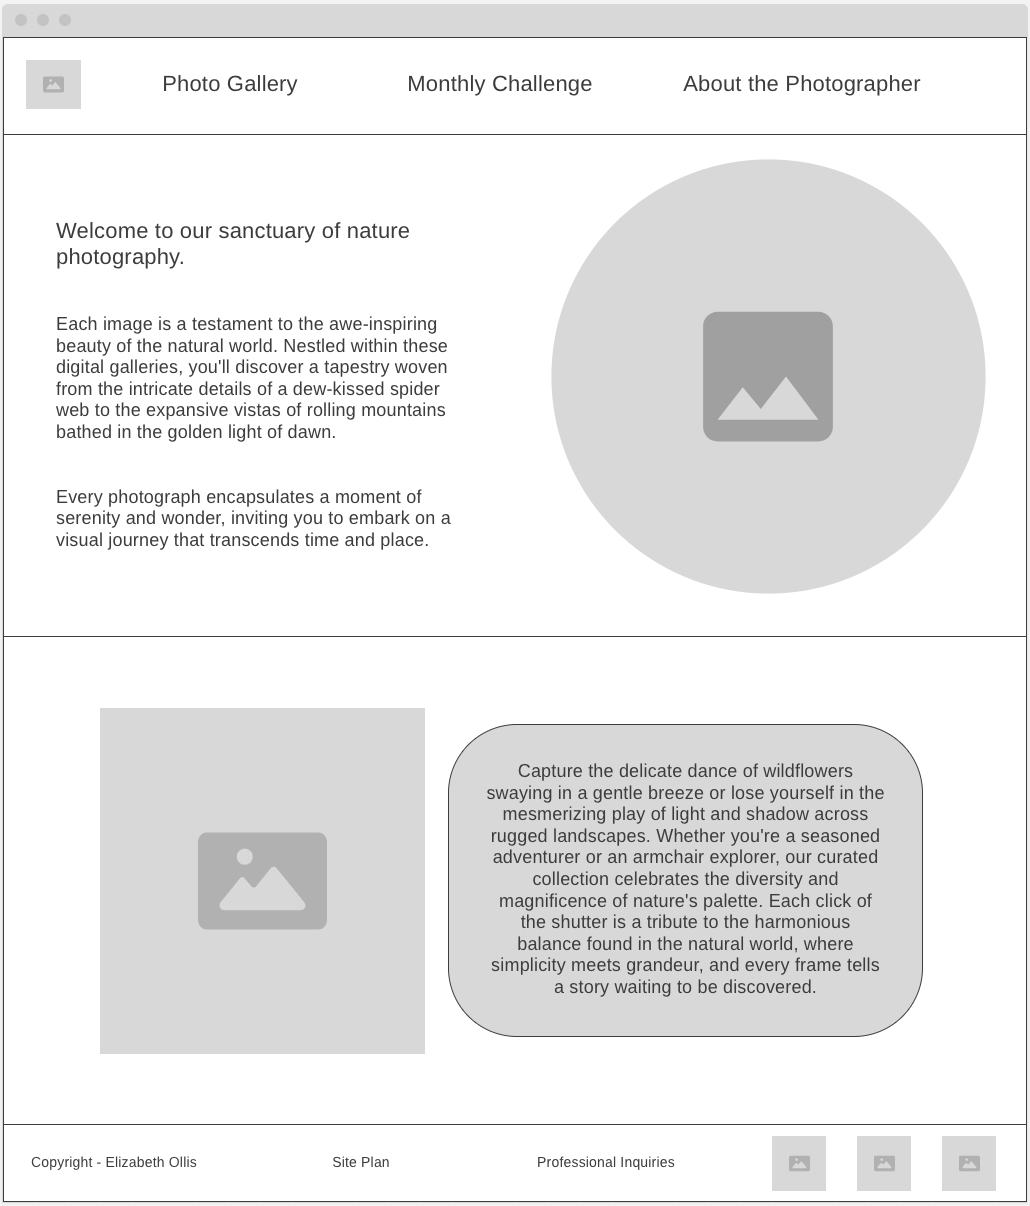 Photo Gallery
Monthly Challenge
About the Photographer
Welcome to our sanctuary of nature
photography.
Each image is a testament to the awe-inspiring
beauty of the natural world. Nestled within these
digital galleries, you'll discover a tapestry woven
from the intricate details of a dew-kissed spider
web to the expansive vistas of rolling mountains
bathed in the golden light of dawn.
Every photograph encapsulates a moment of
serenity and wonder, inviting you to embark on a
visual journey that transcends time and place.
Capture the delicate dance of wildflowers
swaying in a gentle breeze or lose yourself in the
mesmerizing play of light and shadow across
rugged landscapes. Whether you're a seasoned
adventurer or an armchair explorer, our curated
collection celebrates the diversity and
magnificence of nature's palette. Each click of
the shutter is a tribute to the harmonious
balance found in the natural world, where
simplicity meets grandeur, and every frame tells
a story waiting to be discovered.
Copyright - Elizabeth Ollis
Site Plan
Professional Inquiries